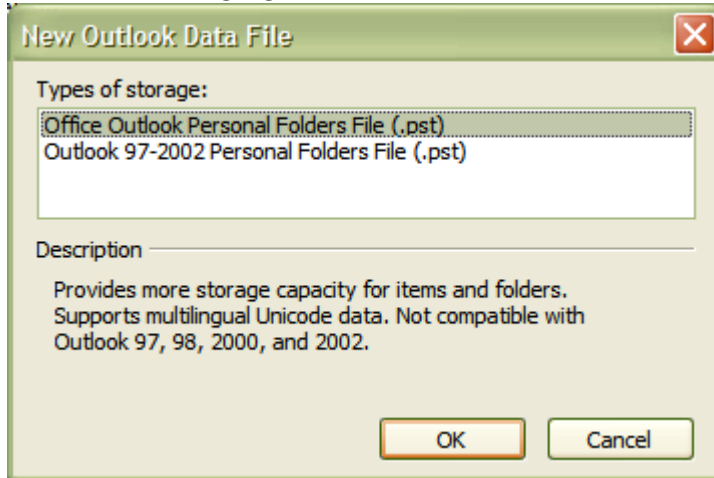 New Outlook Data File
Types of storage:
Office Outlook Personal Folders File (.pst)
Outlook 97-2002 Personal Folders File (.pst)
Description
Provides more storage capacity for items and folders.
Supports multilingual Unicode data. Not compatible with
Outlook 97, 98, 2000, and 2002.
OK Cancel